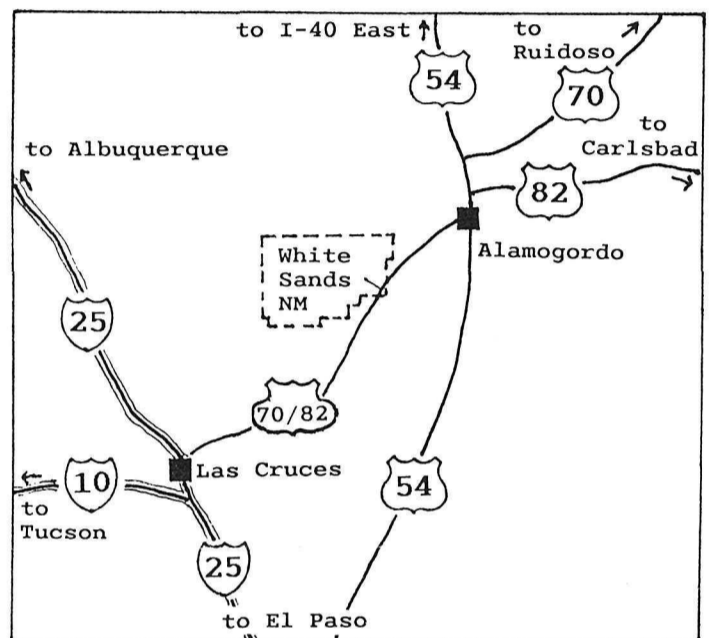 to I-40 East
to
Ruidoso
54
70
to
Carlsbad
to Albuquerque
82
Alamogordo
White
Sands
NM
25
70/82
Las Cruces
10
54
to
Tucson
25
to El Paso